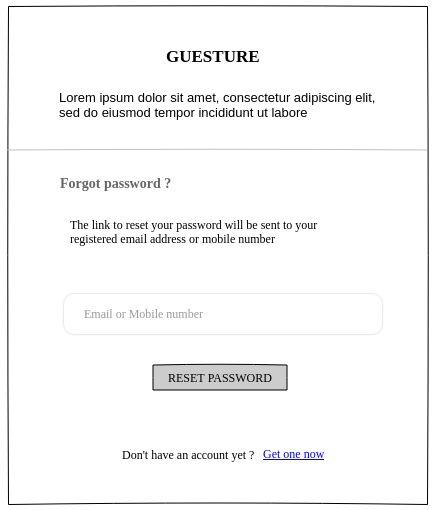 GUESTURE
Lorem ipsum dolor sit amet, consectetur adipiscing elit,
sed do eiusmod tempor incididunt ut labore
Forgot password ?
The link to reset your password will be sent to your
registered email address or mobile number
Email or Mobile number
RESET PASSWORD
Don't have an account yet ? Get one now